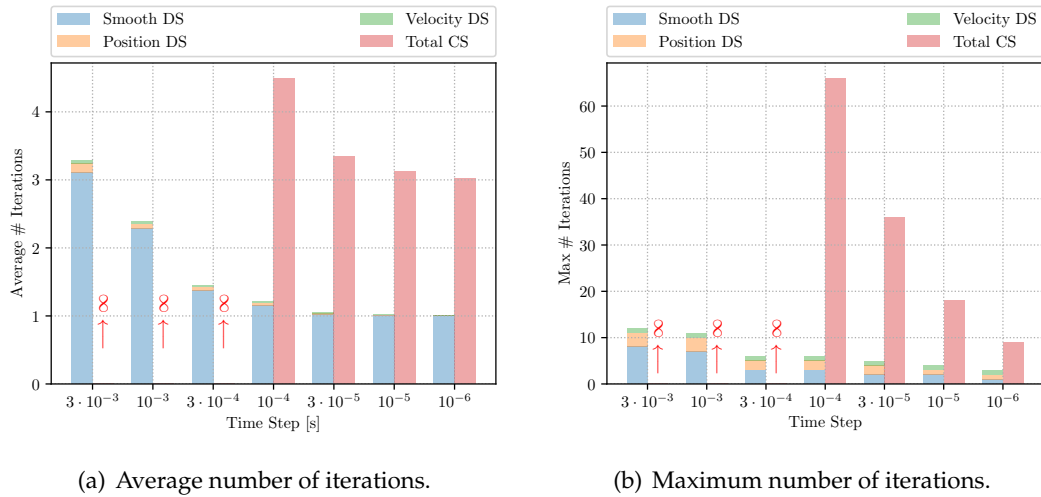 Smooth DS
Position DS
Velocity DS
Total CS
Average # Iterations
4
3
2
1
0
→ ∞
→ ∞
→ ∞
3 · 10⁻³
10⁻³
3 · 10⁻⁴
10⁻⁴
3 · 10⁻⁵
10⁻⁵
10⁻⁶
Time Step [s]
(a) Average number of iterations.
Smooth DS
Position DS
Velocity DS
Total CS
Max # Iterations
60
50
40
30
20
10
0
→ ∞
→ ∞
→ ∞
3 · 10⁻³
10⁻³
3 · 10⁻⁴
10⁻⁴
3 · 10⁻⁵
10⁻⁵
10⁻⁶
Time Step
(b) Maximum number of iterations.